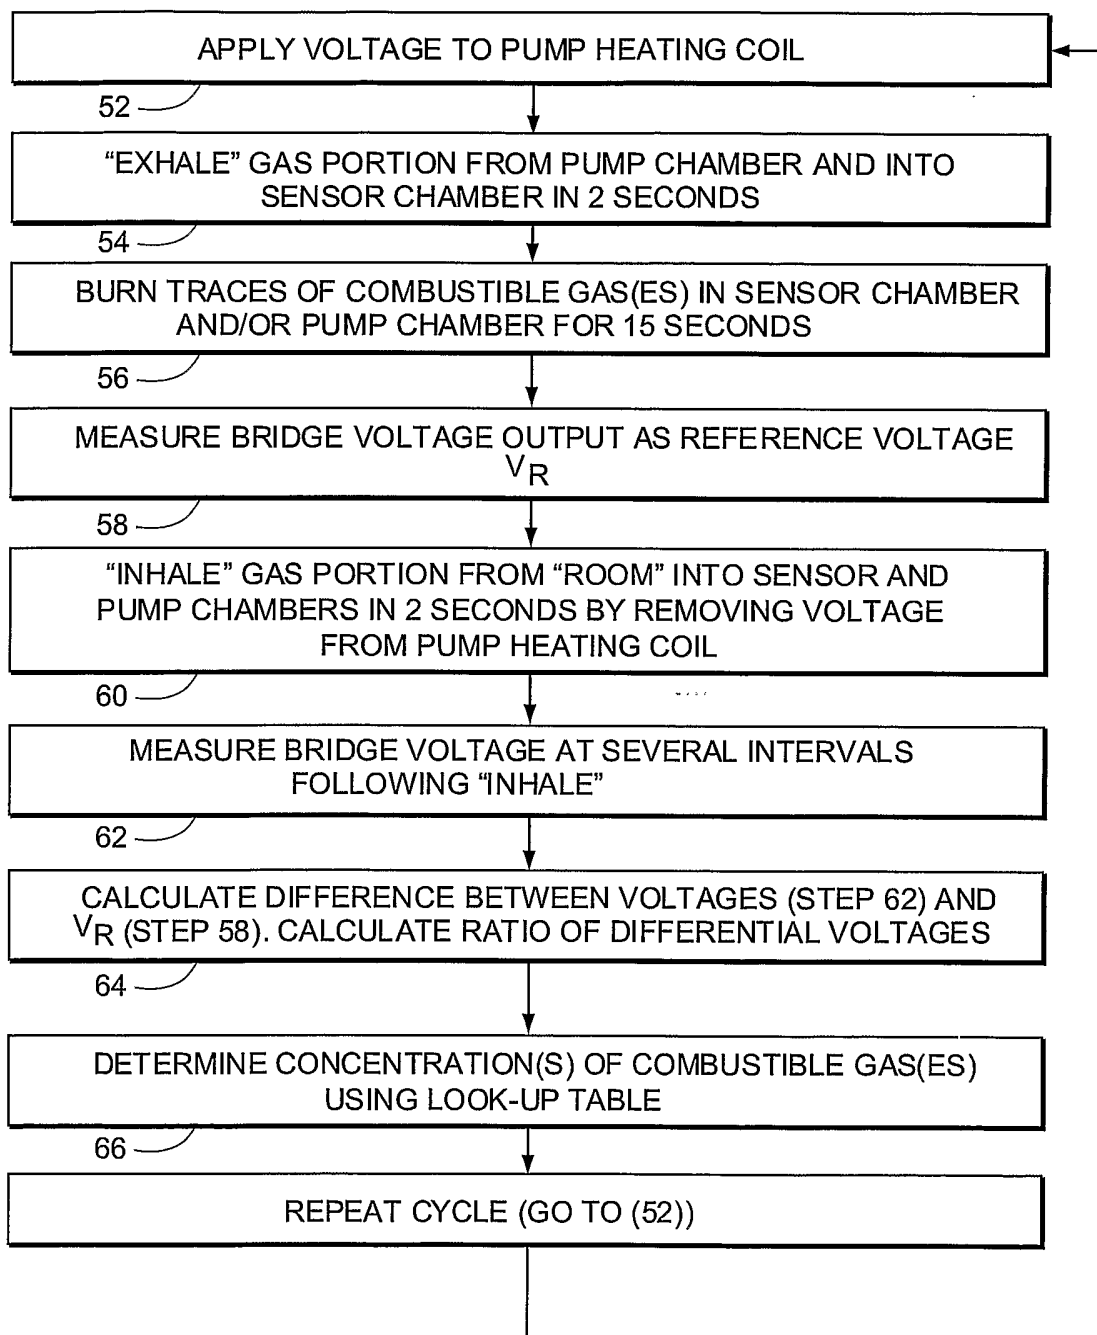 APPLY VOLTAGE TO PUMP HEATING COIL
52
“EXHALE” GAS PORTION FROM PUMP CHAMBER AND INTO
SENSOR CHAMBER IN 2 SECONDS
54
BURN TRACES OF COMBUSTIBLE GAS(ES) IN SENSOR CHAMBER
AND/OR PUMP CHAMBER FOR 15 SECONDS
56
MEASURE BRIDGE VOLTAGE OUTPUT AS REFERENCE VOLTAGE
VR
58
“INHALE” GAS PORTION FROM “ROOM” INTO SENSOR AND
PUMP CHAMBERS IN 2 SECONDS BY REMOVING VOLTAGE
FROM PUMP HEATING COIL
60
MEASURE BRIDGE VOLTAGE AT SEVERAL INTERVALS
FOLLOWING “INHALE”
62
CALCULATE DIFFERENCE BETWEEN VOLTAGES (STEP 62) AND
VR (STEP 58). CALCULATE RATIO OF DIFFERENTIAL VOLTAGES
64
DETERMINE CONCENTRATION(S) OF COMBUSTIBLE GAS(ES)
USING LOOK-UP TABLE
66
REPEAT CYCLE (GO TO (52))